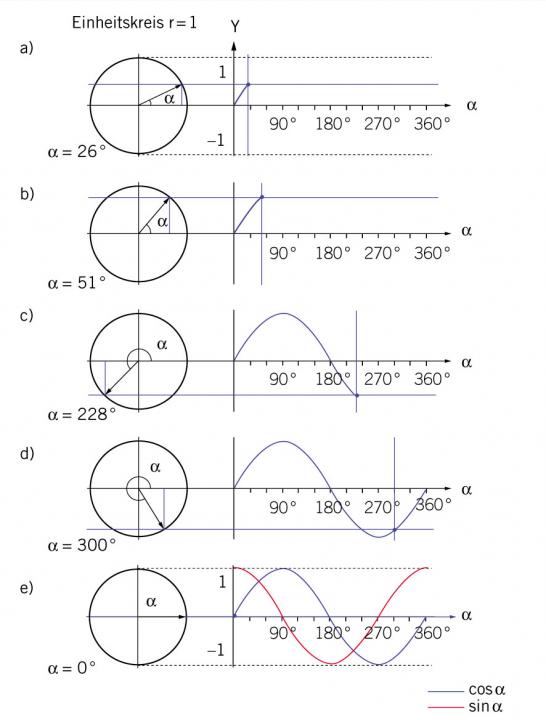 Einheitskreis r = 1
Y
a)
1
α
α
90° 180° 270° 360°
–1
α = 26°
b)
α
α
90° 180° 270° 360°
α = 51°
c)
α
α
90° 180° 270° 360°
α = 228°
d)
α
α
90° 180° 270° 360°
α = 300°
e)
1
α
α
90° 180° 270° 360°
–1
α = 0°
cos α
sin α